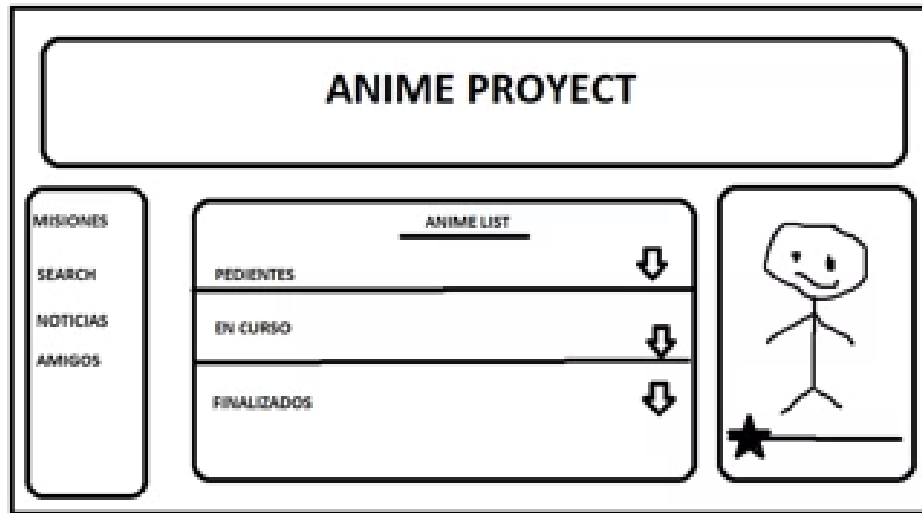 ANIME PROYECT
MISIONES
SEARCH
NOTICIAS
AMIGOS
ANIME LIST
PEDIENTES
EN CURSO
FINALIZADOS